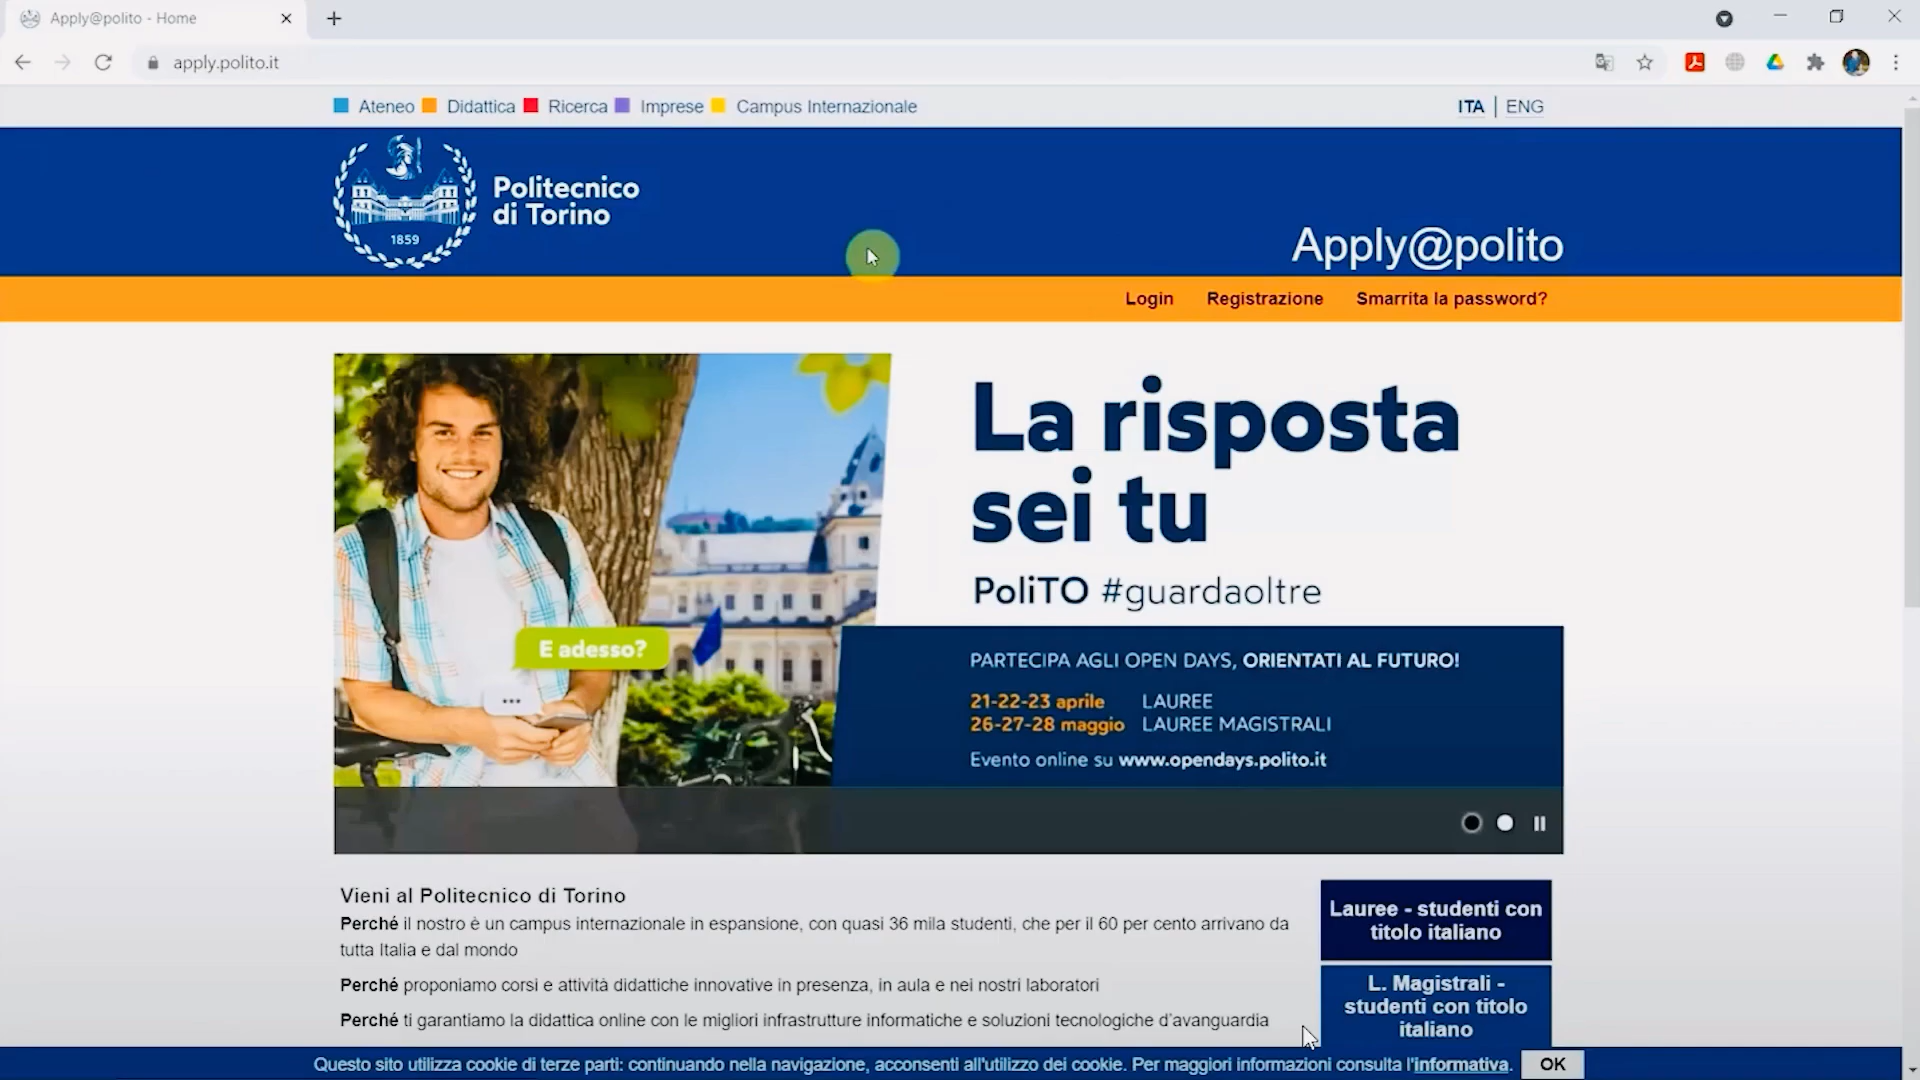 Apply@polito - Home
apply.polito.it
Ateneo Didattica Ricerca Imprese Campus Internazionale
ITA | ENG
1859
Politecnico
di Torino
Apply@polito
Login Registrazione Smarrita la password?
La risposta
sei tu
PoliTO #guardaoltre
E adesso?
PARTECIPA AGLI OPEN DAYS, ORIENTATI AL FUTURO!
21-22-23 aprile LAUREE
26-27-28 maggio LAUREE MAGISTRALI
Evento online su www.opendays.polito.it
Vieni al Politecnico di Torino
Perché il nostro è un campus internazionale in espansione, con quasi 36 mila studenti, che per il 60 per cento arrivano da
tutta Italia e dal mondo
Perché proponiamo corsi e attività didattiche innovative in presenza, in aula e nei nostri laboratori
Perché ti garantiamo la didattica online con le migliori infrastrutture informatiche e soluzioni tecnologiche d'avanguardia
Lauree - studenti con
titolo italiano
L. Magistrali -
studenti con titolo
italiano
Questo sito utilizza cookie di terze parti: continuando nella navigazione, acconsenti all'utilizzo dei cookie. Per maggiori informazioni consulta l'informativa. OK